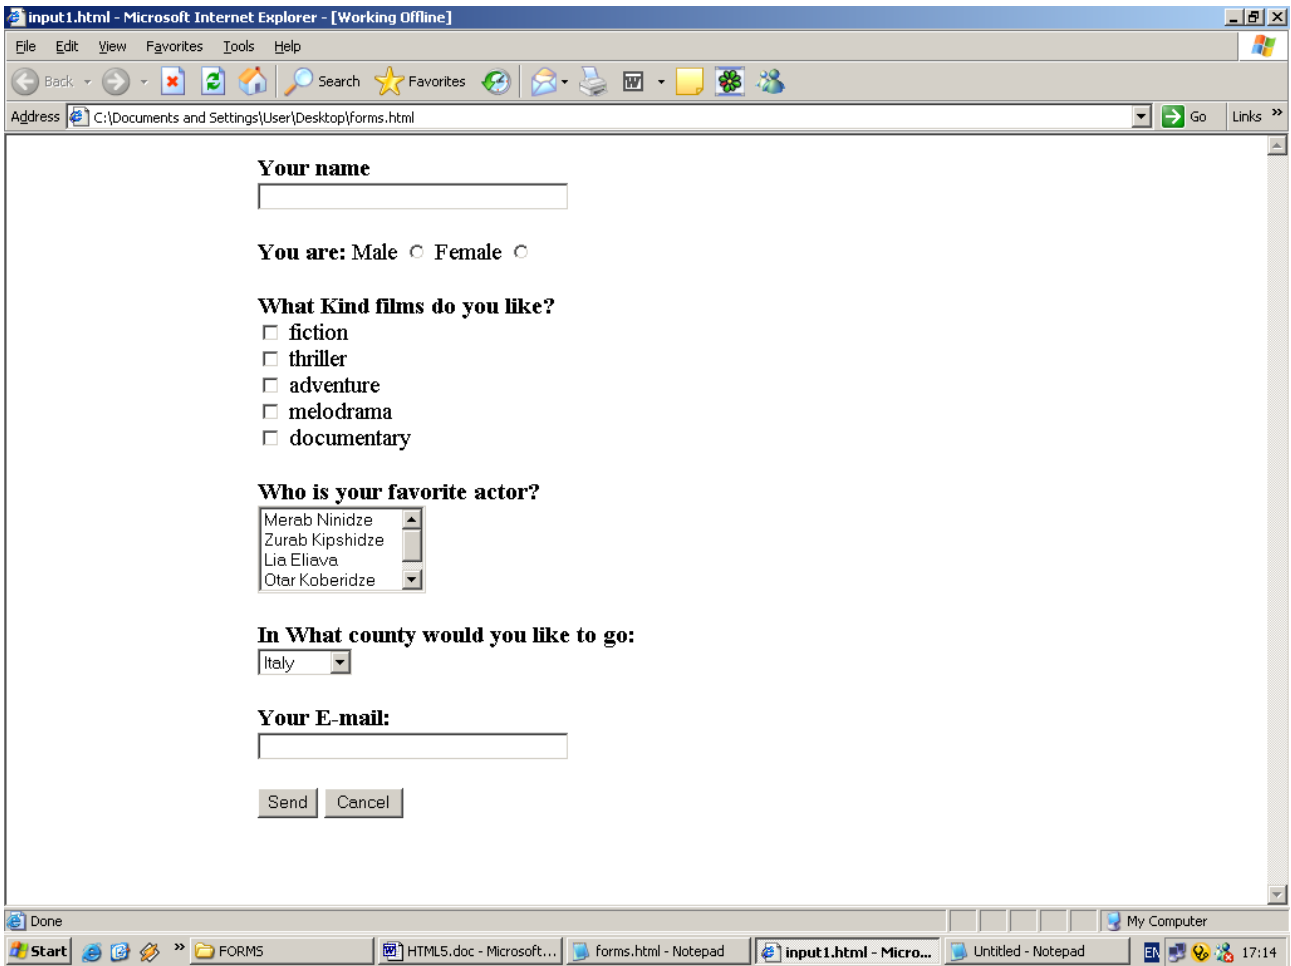 input1.html - Microsoft Internet Explorer - [Working Offline]
File Edit View Favorites Tools Help
Back Search Favorites
Address C:\Documents and Settings\User\Desktop\forms.html Go Links »
Your name
You are: Male Female
What Kind films do you like?
fiction
thriller
adventure
melodrama
documentary
Who is your favorite actor?
Merab Ninidze
Zurab Kipshidze
Lia Eliava
Otar Koberidze
In What county would you like to go:
Italy
Your E-mail:
Send Cancel
Done My Computer
Start » FORMS HTML5.doc - Microsoft... forms.html - Notepad input1.html - Micro... Untitled - Notepad EN 17:14